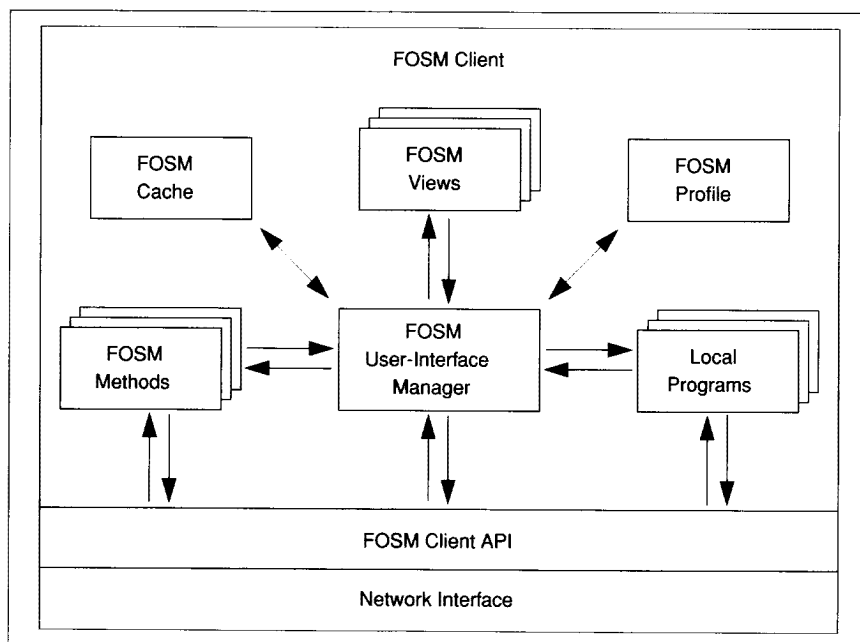 FOSM Client
FOSM
Cache
FOSM
Views
FOSM
Profile
FOSM
Methods
FOSM
User-Interface
Manager
Local
Programs
FOSM Client API
Network Interface